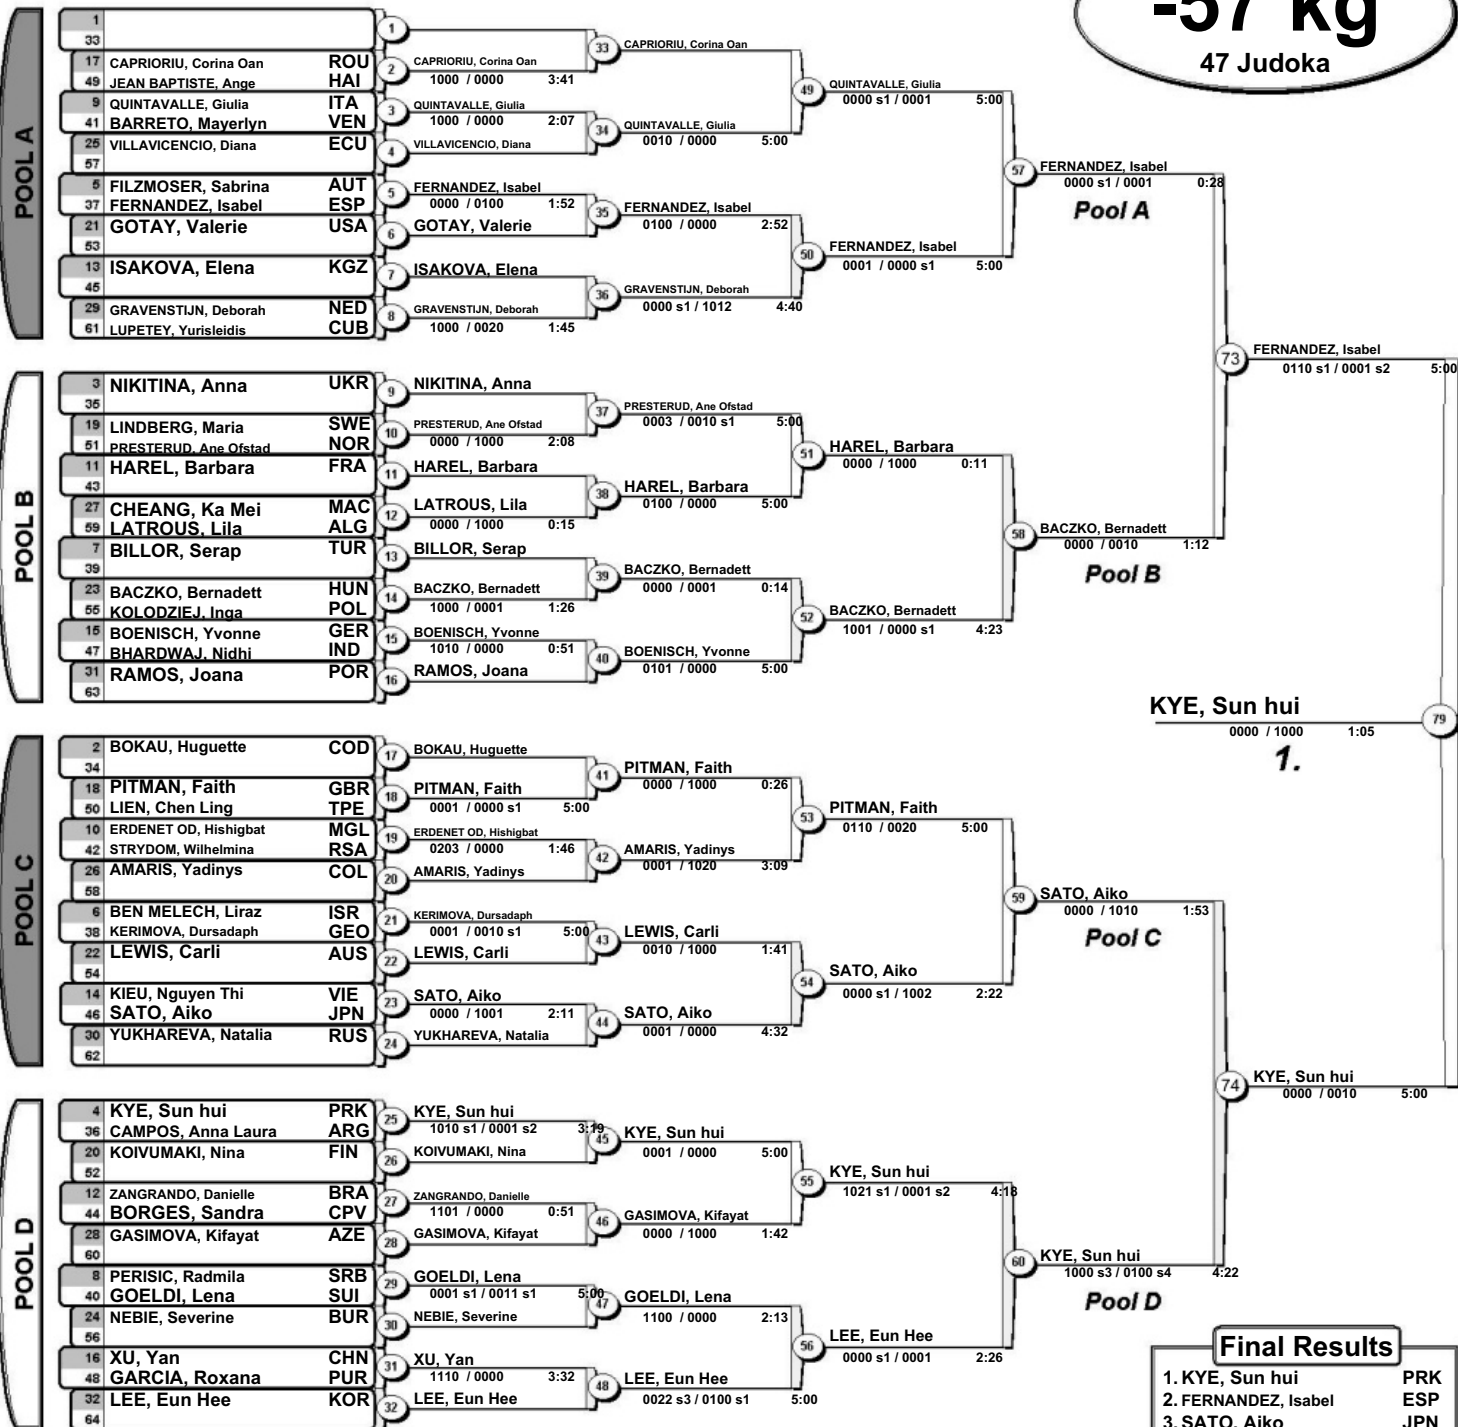 -57 kg
47 Judoka
POOL A
1
33
17 CAPRIORIU, Corina Oan ROU
49 JEAN BAPTISTE, Ange HAI
9 QUINTAVALLE, Giulia ITA
41 BARRETO, Mayerlyn VEN
25 VILLAVICENCIO, Diana ECU
57
5 FILZMOSER, Sabrina AUT
37 FERNANDEZ, Isabel ESP
21 GOTAY, Valerie USA
53
13 ISAKOVA, Elena KGZ
45
29 GRAVENSTIJN, Deborah NED
61 LUPETEY, Yurisleidis CUB
1
2 CAPRIORIU, Corina Oan
1000 / 0000 3:41
3 QUINTAVALLE, Giulia
1000 / 0000 2:07
4 VILLAVICENCIO, Diana
5 FERNANDEZ, Isabel
0000 / 0100 1:52
6 GOTAY, Valerie
7 ISAKOVA, Elena
8 GRAVENSTIJN, Deborah
1000 / 0020 1:45
33 CAPRIORIU, Corina Oan
34 QUINTAVALLE, Giulia
0010 / 0000 5:00
35 FERNANDEZ, Isabel
0100 / 0000 2:52
36 GRAVENSTIJN, Deborah
0000 s1 / 1012 4:40
49 QUINTAVALLE, Giulia
0000 s1 / 0001 5:00
50 FERNANDEZ, Isabel
0001 / 0000 s1 5:00
57 FERNANDEZ, Isabel
0000 s1 / 0001 0:28
Pool A
POOL B
3 NIKITINA, Anna UKR
35
19 LINDBERG, Maria SWE
51 PRESTERUD, Ane Ofstad NOR
11 HAREL, Barbara FRA
43
27 CHEANG, Ka Mei MAC
59 LATROUS, Lila ALG
7 BILLOR, Serap TUR
39
23 BACZKO, Bernadett HUN
55 KOLODZIEJ, Inga POL
15 BOENISCH, Yvonne GER
47 BHARDWAJ, Nidhi IND
31 RAMOS, Joana POR
63
9 NIKITINA, Anna
10 PRESTERUD, Ane Ofstad
0000 / 1000 2:08
11 HAREL, Barbara
12 LATROUS, Lila
0000 / 1000 0:15
13 BILLOR, Serap
14 BACZKO, Bernadett
1000 / 0001 1:26
15 BOENISCH, Yvonne
1010 / 0000 0:51
16 RAMOS, Joana
37 PRESTERUD, Ane Ofstad
0003 / 0010 s1 5:00
38 HAREL, Barbara
0100 / 0000 5:00
39 BACZKO, Bernadett
0000 / 0001 0:14
40 BOENISCH, Yvonne
0101 / 0000 5:00
51 HAREL, Barbara
0000 / 1000 0:11
52 BACZKO, Bernadett
1001 / 0000 s1 4:23
58 BACZKO, Bernadett
0000 / 0010 1:12
Pool B
73 FERNANDEZ, Isabel
0110 s1 / 0001 s2 5:00
79 KYE, Sun hui
0000 / 1000 1:05
1.
POOL C
2 BOKAU, Huguette COD
34
18 PITMAN, Faith GBR
50 LIEN, Chen Ling TPE
10 ERDENET OD, Hishigbat MGL
42 STRYDOM, Wilhelmina RSA
26 AMARIS, Yadinys COL
58
6 BEN MELECH, Liraz ISR
38 KERIMOVA, Dursadaph GEO
22 LEWIS, Carli AUS
54
14 KIEU, Nguyen Thi VIE
46 SATO, Aiko JPN
30 YUKHAREVA, Natalia RUS
62
17 BOKAU, Huguette
18 PITMAN, Faith
0001 / 0000 s1 5:00
19 ERDENET OD, Hishigbat
0203 / 0000 1:46
20 AMARIS, Yadinys
21 KERIMOVA, Dursadaph
0001 / 0010 s1 5:00
22 LEWIS, Carli
23 SATO, Aiko
0000 / 1001 2:11
24 YUKHAREVA, Natalia
41 PITMAN, Faith
0000 / 1000 0:26
42 AMARIS, Yadinys
0001 / 1020 3:09
43 LEWIS, Carli
0010 / 1000 1:41
44 SATO, Aiko
0001 / 0000 4:32
53 PITMAN, Faith
0110 / 0020 5:00
54 SATO, Aiko
0000 s1 / 1002 2:22
59 SATO, Aiko
0000 / 1010 1:53
Pool C
POOL D
4 KYE, Sun hui PRK
36 CAMPOS, Anna Laura ARG
20 KOIVUMAKI, Nina FIN
52
12 ZANGRANDO, Danielle BRA
44 BORGES, Sandra CPV
28 GASIMOVA, Kifayat AZE
60
8 PERISIC, Radmila SRB
40 GOELDI, Lena SUI
24 NEBIE, Severine BUR
56
16 XU, Yan CHN
48 GARCIA, Roxana PUR
32 LEE, Eun Hee KOR
64
25 KYE, Sun hui
1010 s1 / 0001 s2 3:19
26 KOIVUMAKI, Nina
27 ZANGRANDO, Danielle
1101 / 0000 0:51
28 GASIMOVA, Kifayat
29 GOELDI, Lena
0001 s1 / 0011 s1 5:00
30 NEBIE, Severine
31 XU, Yan
1110 / 0000 3:32
32 LEE, Eun Hee
45 KYE, Sun hui
0001 / 0000 5:00
46 GASIMOVA, Kifayat
0000 / 1000 1:42
47 GOELDI, Lena
1100 / 0000 2:13
48 LEE, Eun Hee
0022 s3 / 0100 s1 5:00
55 KYE, Sun hui
1021 s1 / 0001 s2 4:18
56 LEE, Eun Hee
0000 s1 / 0001 2:26
60 KYE, Sun hui
1000 s3 / 0100 s4 4:22
Pool D
74 KYE, Sun hui
0000 / 0010 5:00
Final Results
1. KYE, Sun hui PRK
2. FERNANDEZ, Isabel ESP
3. SATO, Aiko JPN